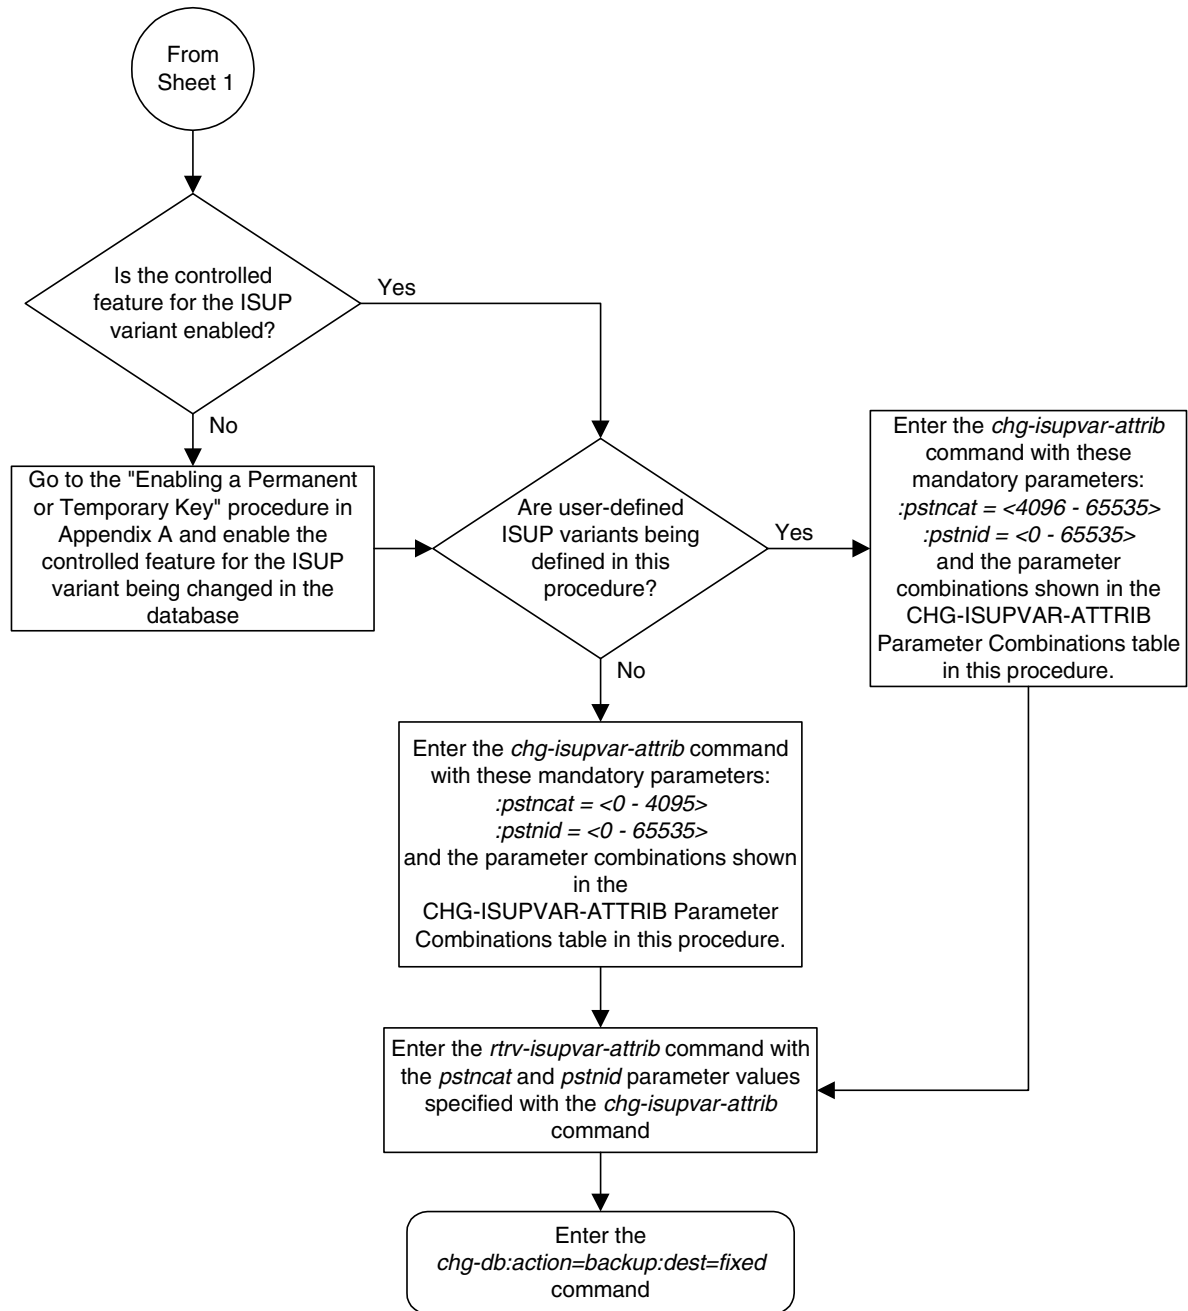 From
Sheet 1
Is the controlled
feature for the ISUP
variant enabled?
Yes
No
Go to the "Enabling a Permanent
or Temporary Key" procedure in
Appendix A and enable the
controlled feature for the ISUP
variant being changed in the
database
Are user-defined
ISUP variants being
defined in this
procedure?
Yes
Enter the chg-isupvar-attrib
command with these
mandatory parameters:
:pstncat = <4096 - 65535>
:pstnid = <0 - 65535>
and the parameter
combinations shown in the
CHG-ISUPVAR-ATTRIB
Parameter Combinations table
in this procedure.
No
Enter the chg-isupvar-attrib command
with these mandatory parameters:
:pstncat = <0 - 4095>
:pstnid = <0 - 65535>
and the parameter combinations shown
in the
CHG-ISUPVAR-ATTRIB Parameter
Combinations table in this procedure.
Enter the rtrv-isupvar-attrib command with
the pstncat and pstnid parameter values
specified with the chg-isupvar-attrib
command
Enter the
chg-db:action=backup:dest=fixed
command